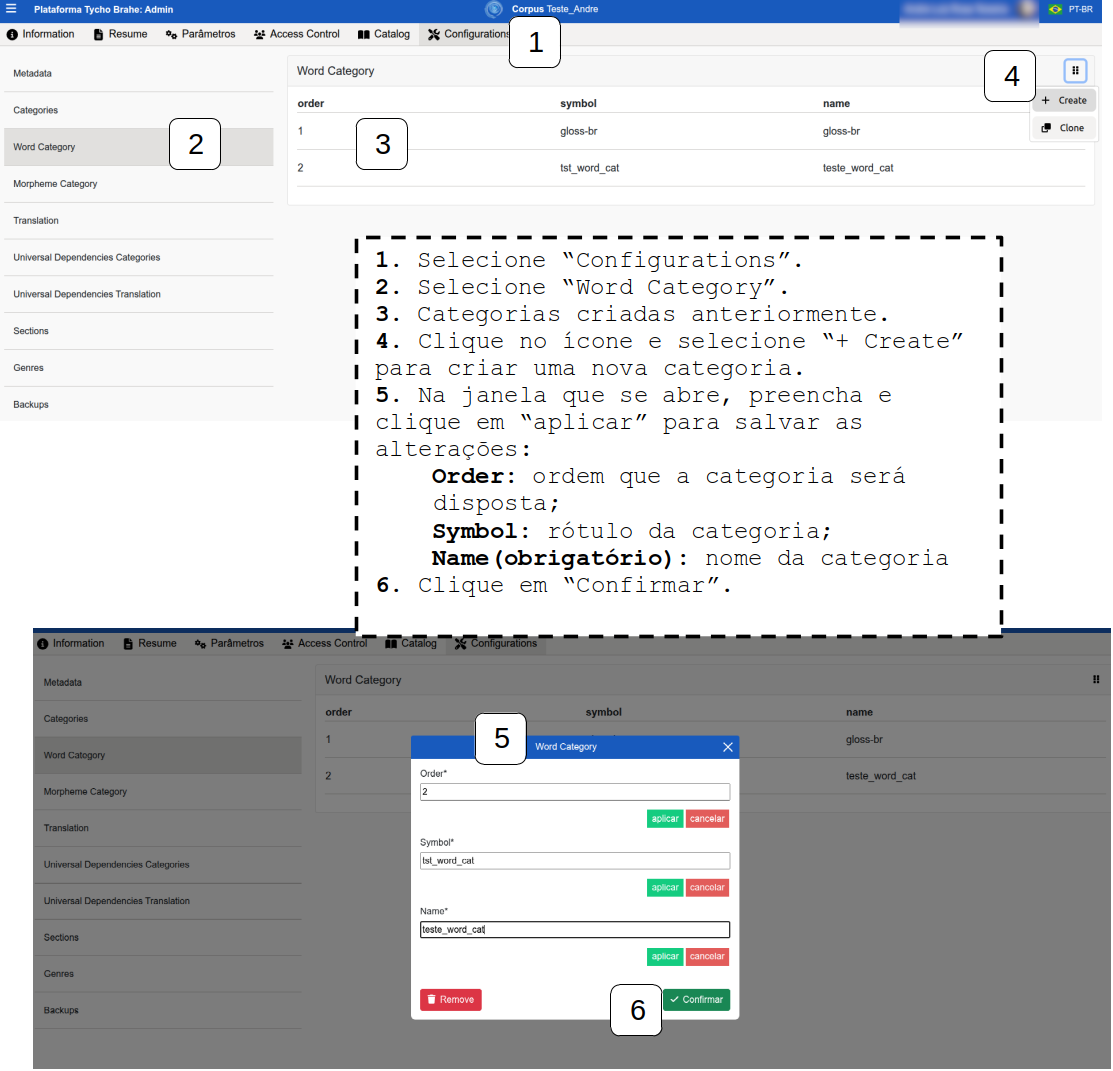 Plataforma Tycho Brahe: Admin
Corpus Teste_Andre
PT-BR
Information Resume Parâmetros Access Control Catalog Configurations
1
Metadata
Categories
Word Category
2
Morpheme Category
Translation
Universal Dependencies Categories
Universal Dependencies Translation
Sections
Genres
Backups
Word Category
4
+ Create
Clone
order symbol name
1 gloss-br gloss-br
3
2 tst_word_cat teste_word_cat
1. Selecione “Configurations”.
2. Selecione “Word Category”.
3. Categorias criadas anteriormente.
4. Clique no ícone e selecione “+ Create”
para criar uma nova categoria.
5. Na janela que se abre, preencha e
clique em “aplicar” para salvar as
alterações:
Order: ordem que a categoria será
disposta;
Symbol: rótulo da categoria;
Name(obrigatório): nome da categoria
6. Clique em “Confirmar”.
Information Resume Parâmetros Access Control Catalog Configurations
Metadata
Categories
Word Category
Morpheme Category
Translation
Universal Dependencies Categories
Universal Dependencies Translation
Sections
Genres
Backups
Word Category
order symbol name
1 gloss-br
2 teste_word_cat
5
Word Category
Order*
2
aplicar cancelar
Symbol*
tst_word_cat
aplicar cancelar
Name*
teste_word_cat
aplicar cancelar
Remove
6
Confirmar